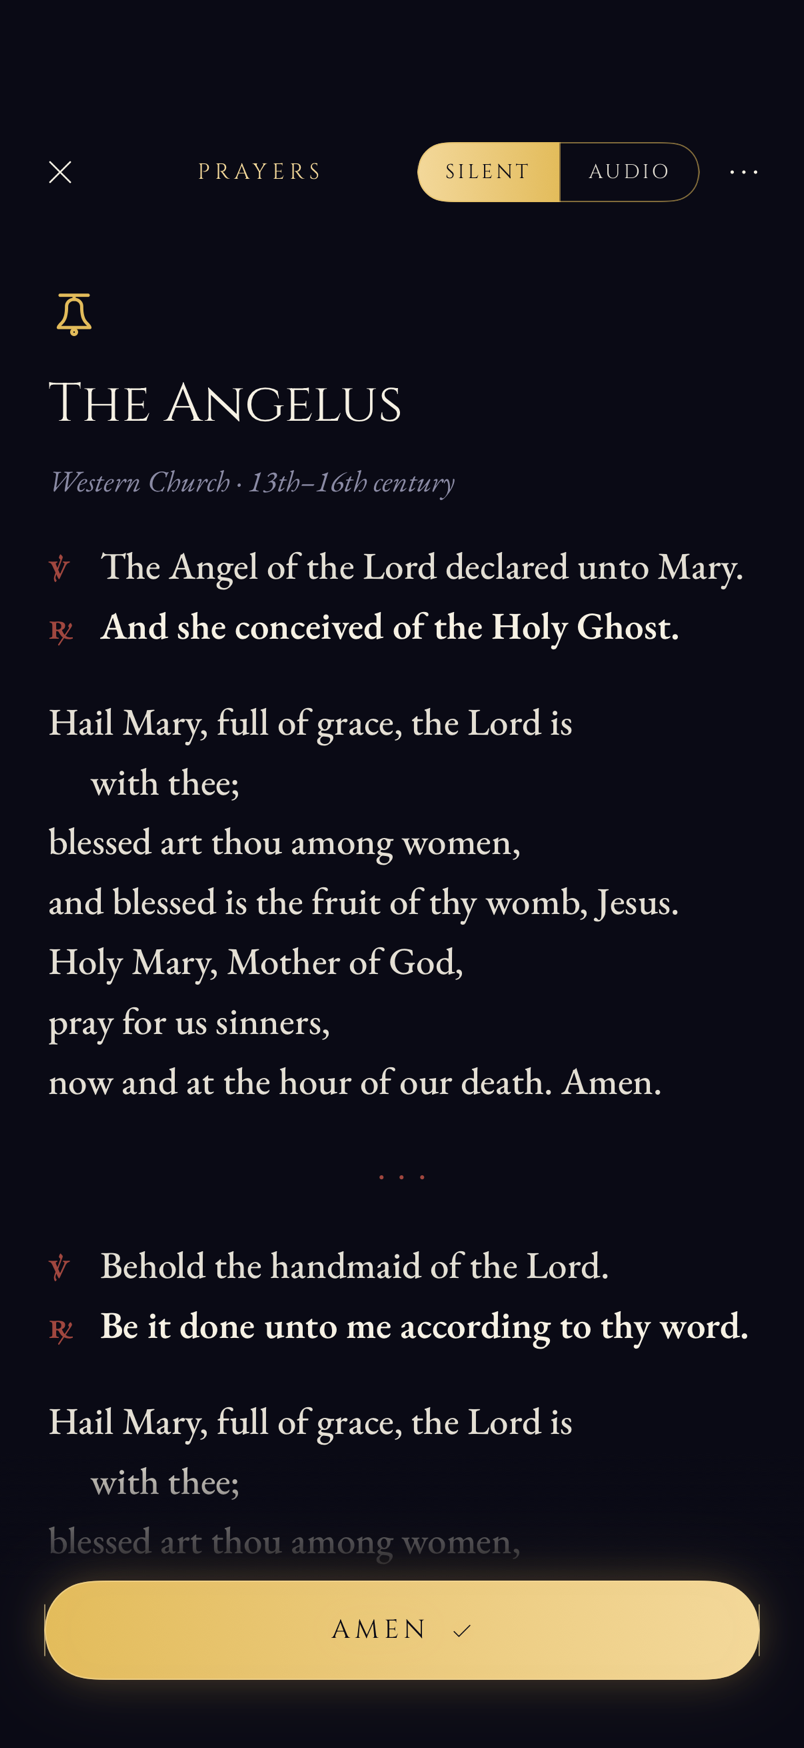 PRAYERS
SILENT
AUDIO
The Angelus
Western Church · 13th–16th century
℣ The Angel of the Lord declared unto Mary.
℟ And she conceived of the Holy Ghost.
Hail Mary, full of grace, the Lord is
with thee;
blessed art thou among women,
and blessed is the fruit of thy womb, Jesus.
Holy Mary, Mother of God,
pray for us sinners,
now and at the hour of our death. Amen.
. . .
℣ Behold the handmaid of the Lord.
℟ Be it done unto me according to thy word.
Hail Mary, full of grace, the Lord is
with thee;
blessed art thou among women,
AMEN ✓